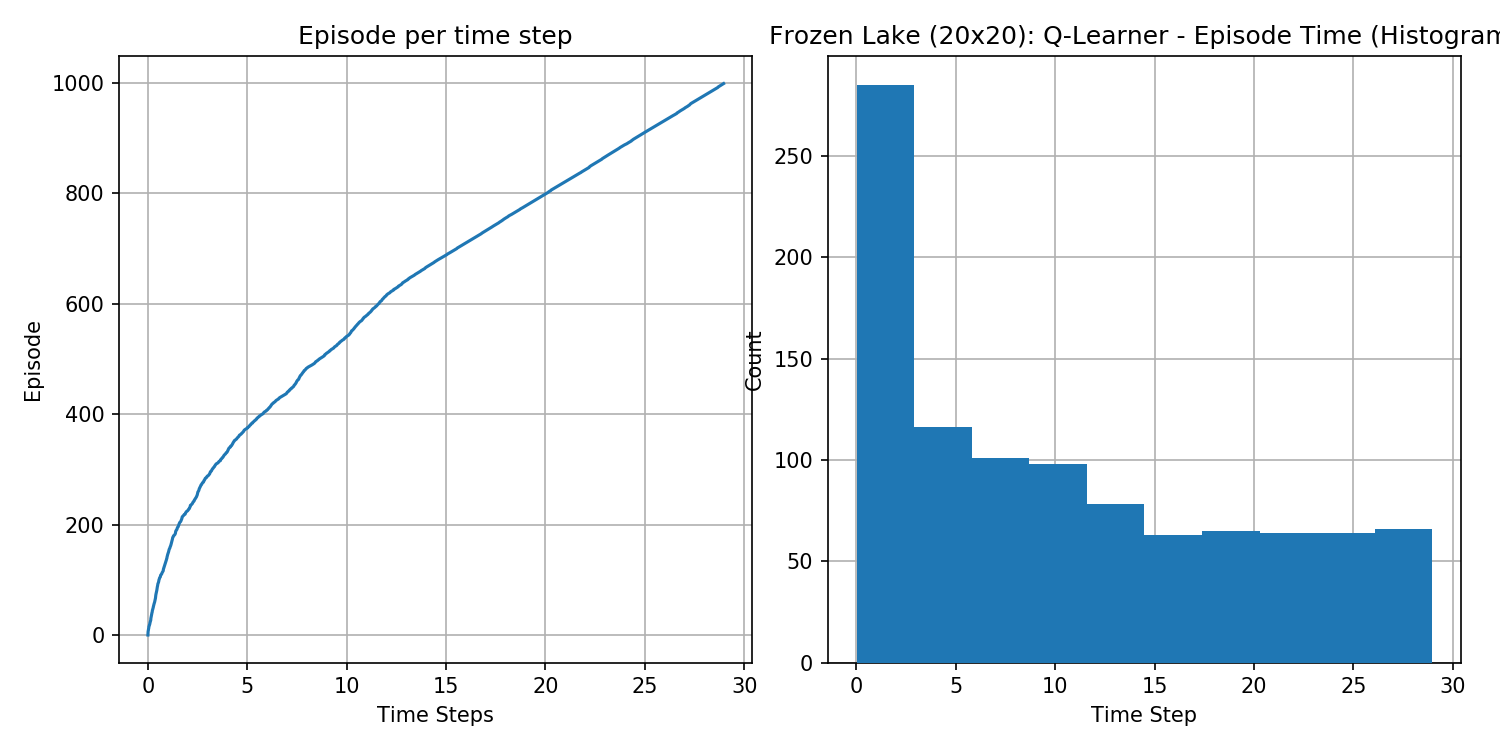 Episode per time step
1000
800
600
400
200
0
Episode
0 5 10 15 20 25 30
Time Steps
Frozen Lake (20x20): Q-Learner - Episode Time (Histogram
250
200
150
100
50
0
Count
0 5 10 15 20 25 30
Time Step